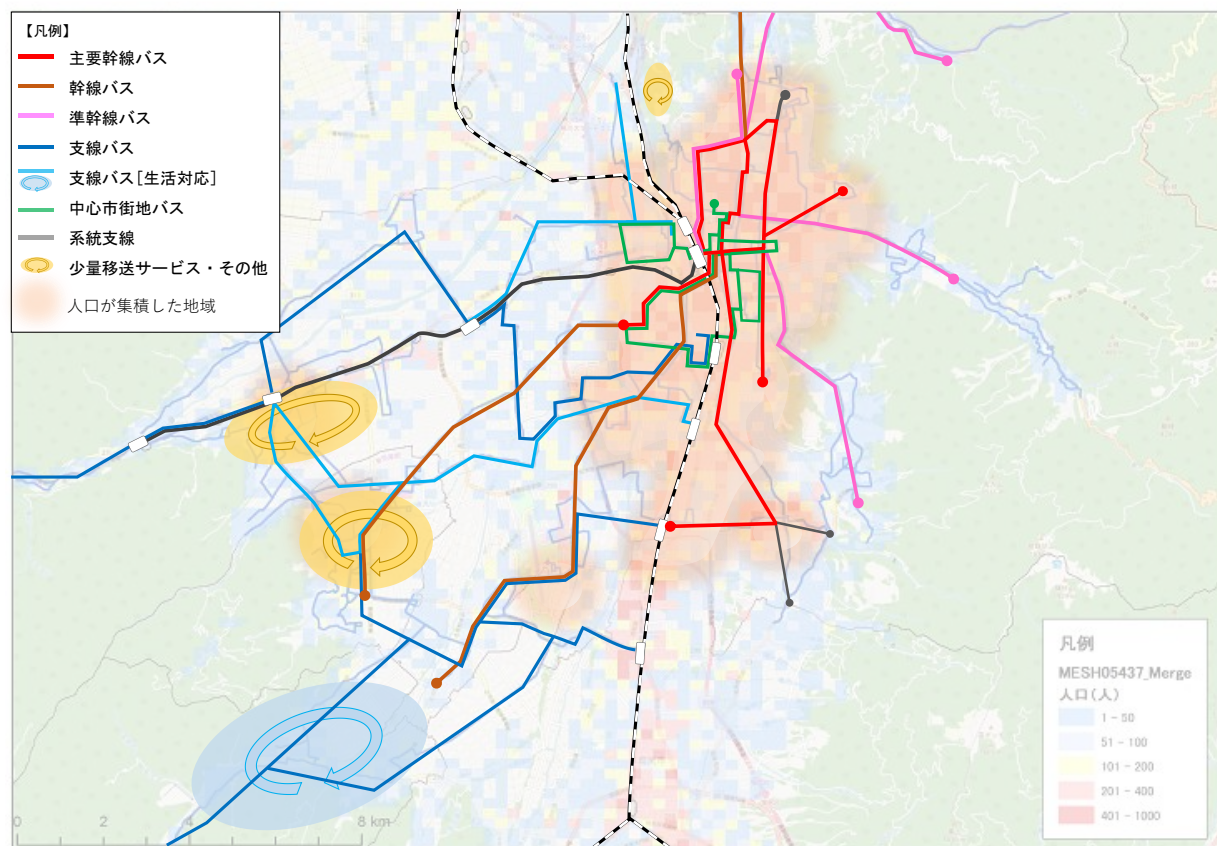 【凡例】
主要幹線バス
幹線バス
準幹線バス
支線バス
支線バス[生活対応]
中心市街地バス
系統支線
少量移送サービス・その他
人口が集積した地域
凡例
MESH05437_Merge
人口(人)
1 - 50
51 - 100
101 - 200
201 - 400
401 - 1000
0 2 4 8 km